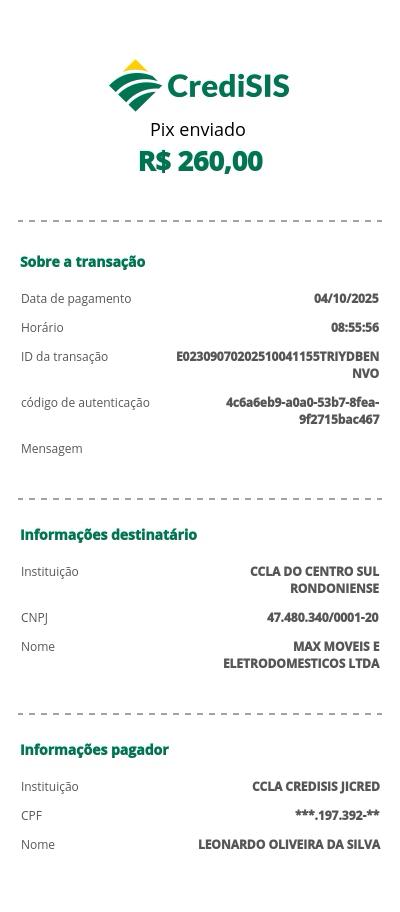 CrediSIS
Pix enviado
R$ 260,00
Sobre a transação
Data de pagamento 04/10/2025
Horário 08:55:56
ID da transação E02309070202510041155TRIYDBEN
NVO
código de autenticação 4c6a6eb9-a0a0-53b7-8fea-
9f2715bac467
Mensagem
Informações destinatário
Instituição CCLA DO CENTRO SUL
RONDONIENSE
CNPJ 47.480.340/0001-20
Nome MAX MOVEIS E
ELETRODOMESTICOS LTDA
Informações pagador
Instituição CCLA CREDISIS JICRED
CPF ***.197.392-**
Nome LEONARDO OLIVEIRA DA SILVA